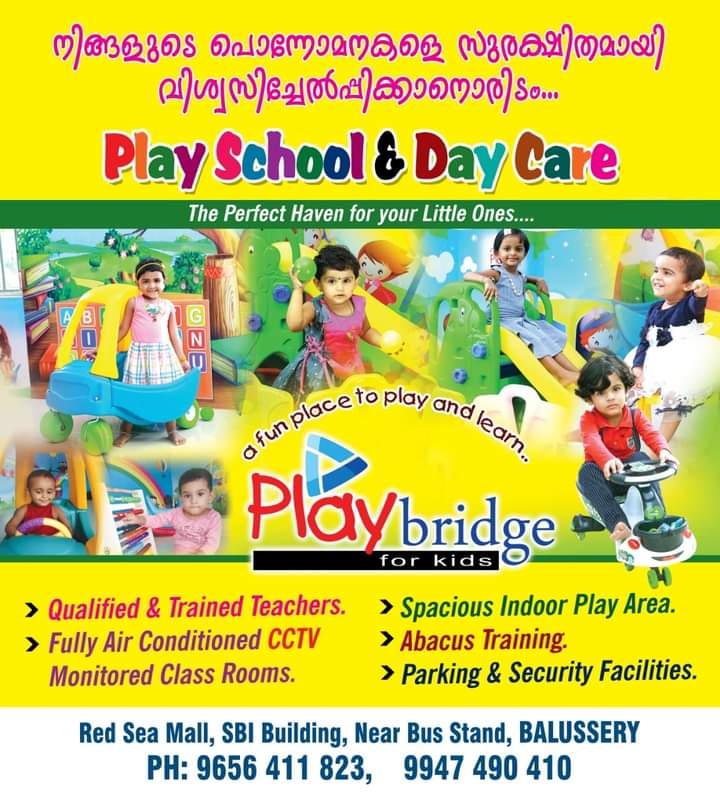 നിങ്ങളുടെ പൊന്നോമനകളെ സുരക്ഷിതമായി
വിശ്വസിച്ചേൽപ്പിക്കാനൊരിടം...
Play School & Day Care
The Perfect Haven for your Little Ones....
a fun place to play and learn..
Playbridge
for kids
> Qualified & Trained Teachers.
> Fully Air Conditioned CCTV
Monitored Class Rooms.
> Spacious Indoor Play Area.
> Abacus Training.
> Parking & Security Facilities.
Red Sea Mall, SBI Building, Near Bus Stand, BALUSSERY
PH: 9656 411 823, 9947 490 410